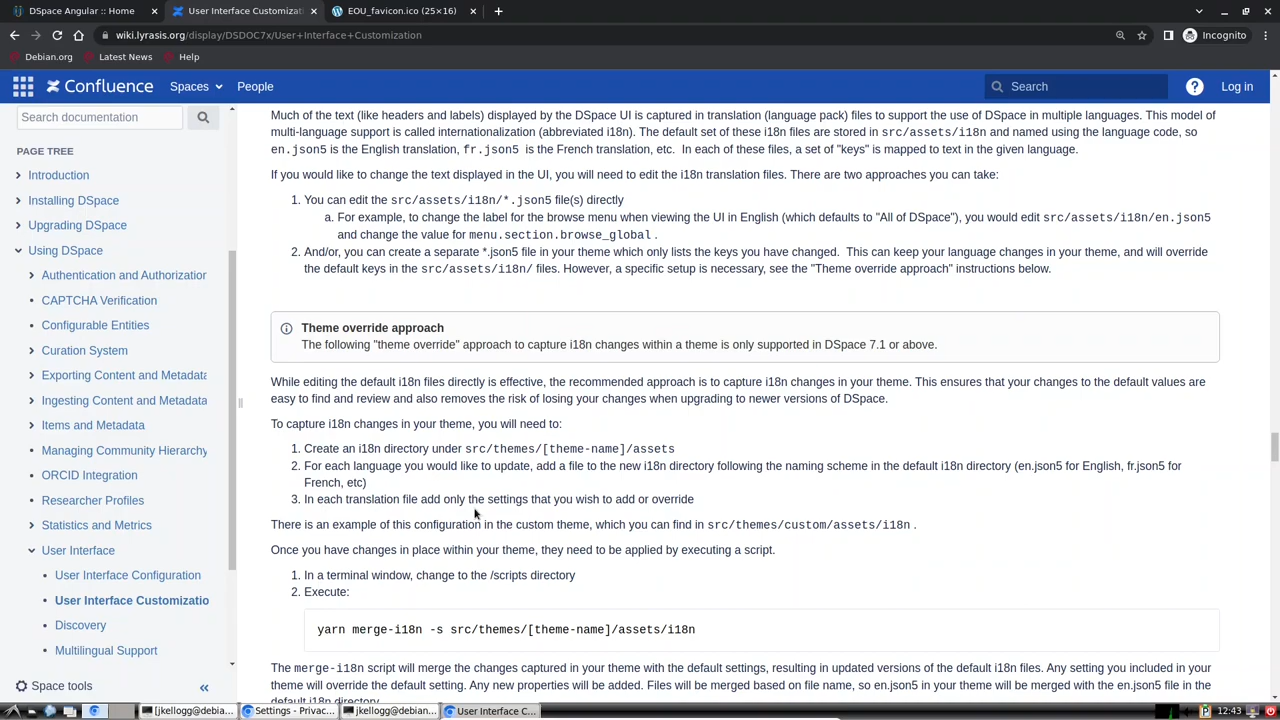 DSpace Angular :: Home
User Interface Customizati
EOU_favicon.ico (25×16)
wiki.lyrasis.org/display/DSDOC7x/User+Interface+Customization
Incognito
Debian.org
Latest News
Help
Confluence
Spaces
People
Search
Log in
Search documentation
PAGE TREE
Introduction
Installing DSpace
Upgrading DSpace
Using DSpace
Authentication and Authorization
CAPTCHA Verification
Configurable Entities
Curation System
Exporting Content and Metadata
Ingesting Content and Metadata
Items and Metadata
Managing Community Hierarchy
ORCID Integration
Researcher Profiles
Statistics and Metrics
User Interface
User Interface Configuration
User Interface Customizatio
Discovery
Multilingual Support
Space tools
Much of the text (like headers and labels) displayed by the DSpace UI is captured in translation (language pack) files to support the use of DSpace in multiple languages. This model of
multi-language support is called internationalization (abbreviated i18n). The default set of these i18n files are stored in src/assets/i18n and named using the language code, so
en.json5 is the English translation, fr.json5 is the French translation, etc. In each of these files, a set of "keys" is mapped to text in the given language.
If you would like to change the text displayed in the UI, you will need to edit the i18n translation files. There are two approaches you can take:
1. You can edit the src/assets/i18n/*.json5 file(s) directly
a. For example, to change the label for the browse menu when viewing the UI in English (which defaults to "All of DSpace"), you would edit src/assets/i18n/en.json5
and change the value for menu.section.browse_global .
2. And/or, you can create a separate *.json5 file in your theme which only lists the keys you have changed. This can keep your language changes in your theme, and will override
the default keys in the src/assets/i18n/ files. However, a specific setup is necessary, see the "Theme override approach" instructions below.
Theme override approach
The following "theme override" approach to capture i18n changes within a theme is only supported in DSpace 7.1 or above.
While editing the default i18n files directly is effective, the recommended approach is to capture i18n changes in your theme. This ensures that your changes to the default values are
easy to find and review and also removes the risk of losing your changes when upgrading to newer versions of DSpace.
To capture i18n changes in your theme, you will need to:
1. Create an i18n directory under src/themes/[theme-name]/assets
2. For each language you would like to update, add a file to the new i18n directory following the naming scheme in the default i18n directory (en.json5 for English, fr.json5 for
French, etc)
3. In each translation file add only the settings that you wish to add or override
There is an example of this configuration in the custom theme, which you can find in src/themes/custom/assets/i18n .
Once you have changes in place within your theme, they need to be applied by executing a script.
1. In a terminal window, change to the /scripts directory
2. Execute:
yarn merge-i18n -s src/themes/[theme-name]/assets/i18n
The merge-i18n script will merge the changes captured in your theme with the default settings, resulting in updated versions of the default i18n files. Any setting you included in your
theme will override the default setting. Any new properties will be added. Files will be merged based on file name, so en.json5 in your theme will be merged with the en.json5 file in the
default i18n directory.
[jkellogg@debia...
Settings - Privac...
jkellogg@debian...
User Interface C...
12:43